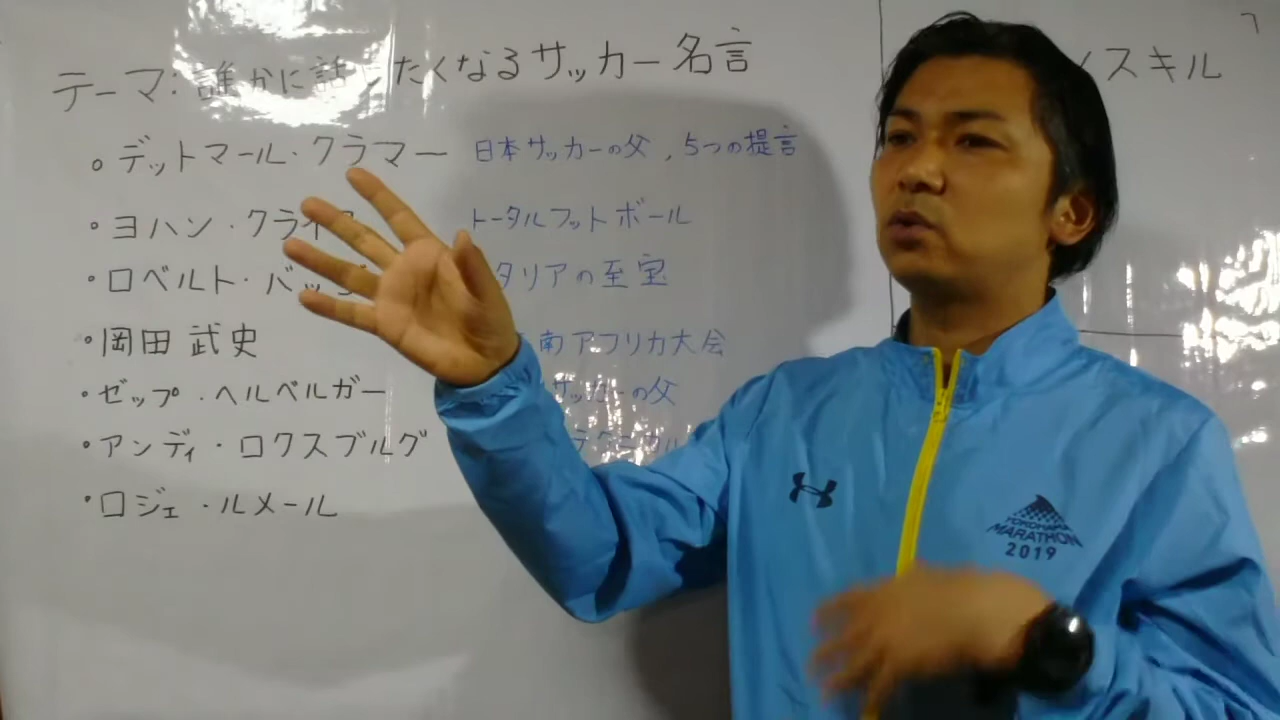 テーマ:誰かに話したくなるサッカー名言
スキル
・デットマール・クラマー 日本サッカーの父,5つの提言
・ヨハン・クライ トータルフットボール
・ロベルト・バッ タリアの至宝
・岡田武史 南アフリカ大会
・ゼップ・ヘルベルガー サッカーの父
・アンディ・ロクスブルグ テクニカル
・ロジェ・ルメール
YOKOHAMA
MARATHON
2019